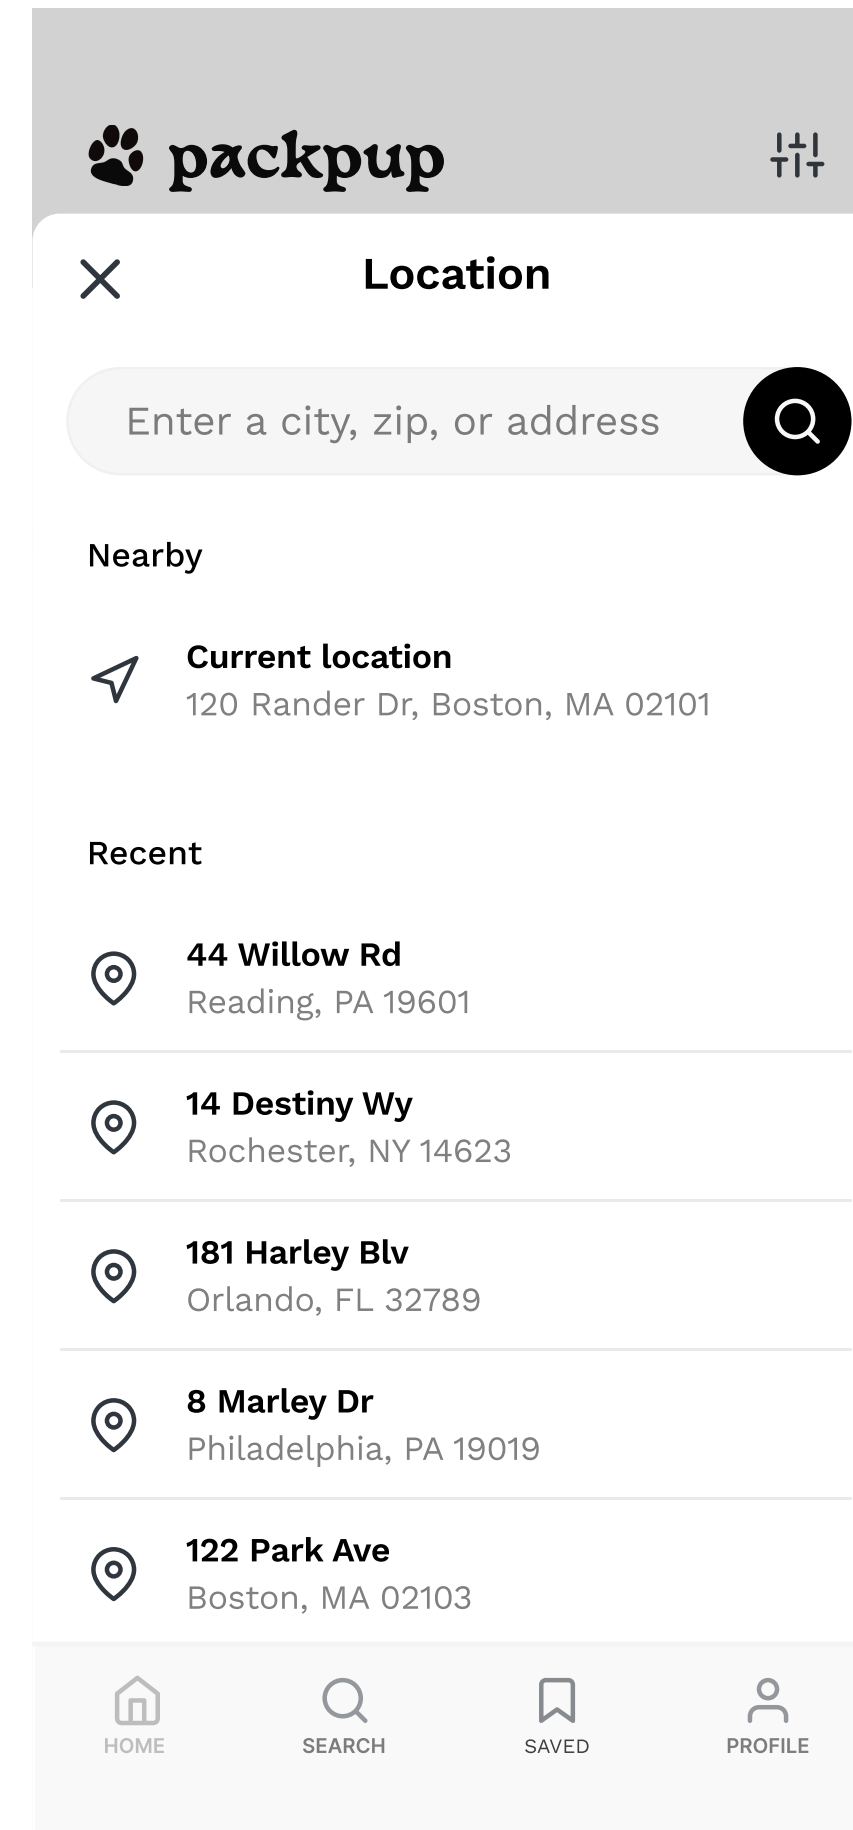 packpup
Location
Enter a city, zip, or address
Nearby
Current location
120 Rander Dr, Boston, MA 02101
Recent
44 Willow Rd
Reading, PA 19601
14 Destiny Wy
Rochester, NY 14623
181 Harley Blv
Orlando, FL 32789
8 Marley Dr
Philadelphia, PA 19019
122 Park Ave
Boston, MA 02103
HOME
SEARCH
SAVED
PROFILE